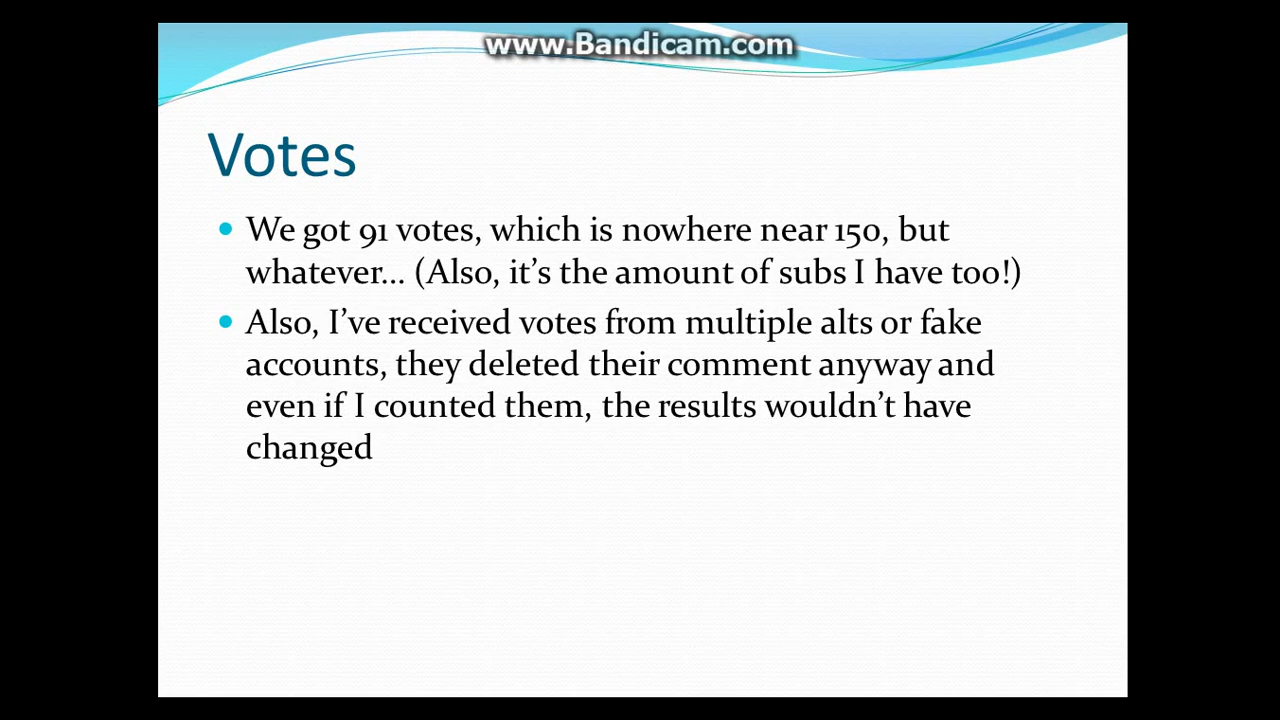 www.Bandicam.com
Votes
• We got 91 votes, which is nowhere near 150, but
whatever... (Also, it's the amount of subs I have too!)
• Also, I've received votes from multiple alts or fake
accounts, they deleted their comment anyway and
even if I counted them, the results wouldn't have
changed